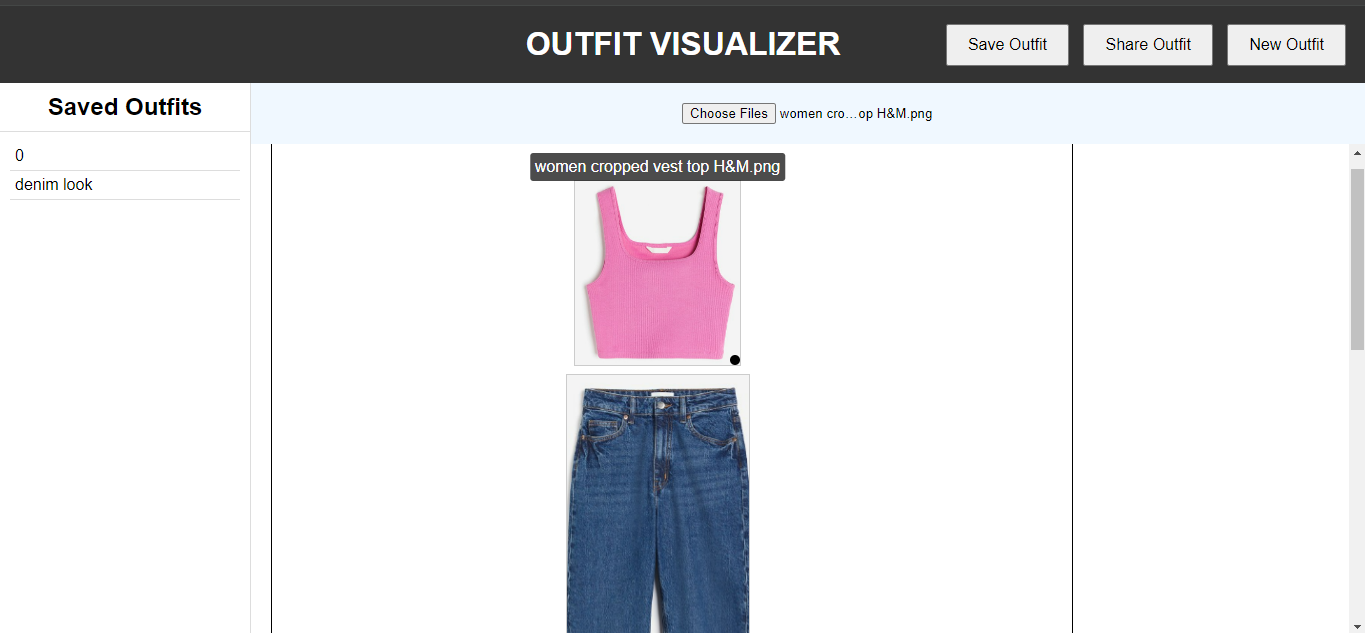 OUTFIT VISUALIZER
Save Outfit
Share Outfit
New Outfit
Saved Outfits
0
denim look
Choose Files women cro...op H&M.png
women cropped vest top H&M.png